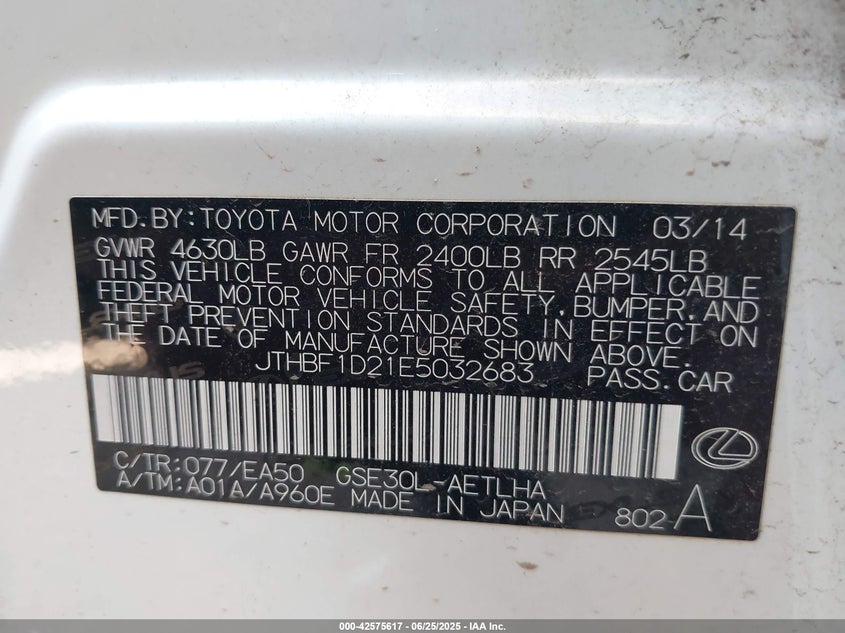 MFD.BY:TOYOTA MOTOR CORPORATION 03/14
GVWR 4630LB GAWR FR 2400LB RR 2545LB
THIS VEHICLE CONFORMS TO ALL APPLICABLE
FEDERAL MOTOR VEHICLE SAFETY,BUMPER,AND
THEFT PREVENTION STANDARDS IN EFFECT ON
THE DATE OF MANUFACTURE SHOWN ABOVE.
JTHBF1D21E5032683 PASS.CAR
C/TR:077/EA50 GSE30L-AETLHA
A/TM:A01A/A960E MADE IN JAPAN 802-A
000-42575617 - 06/25/2025 - IAA Inc.